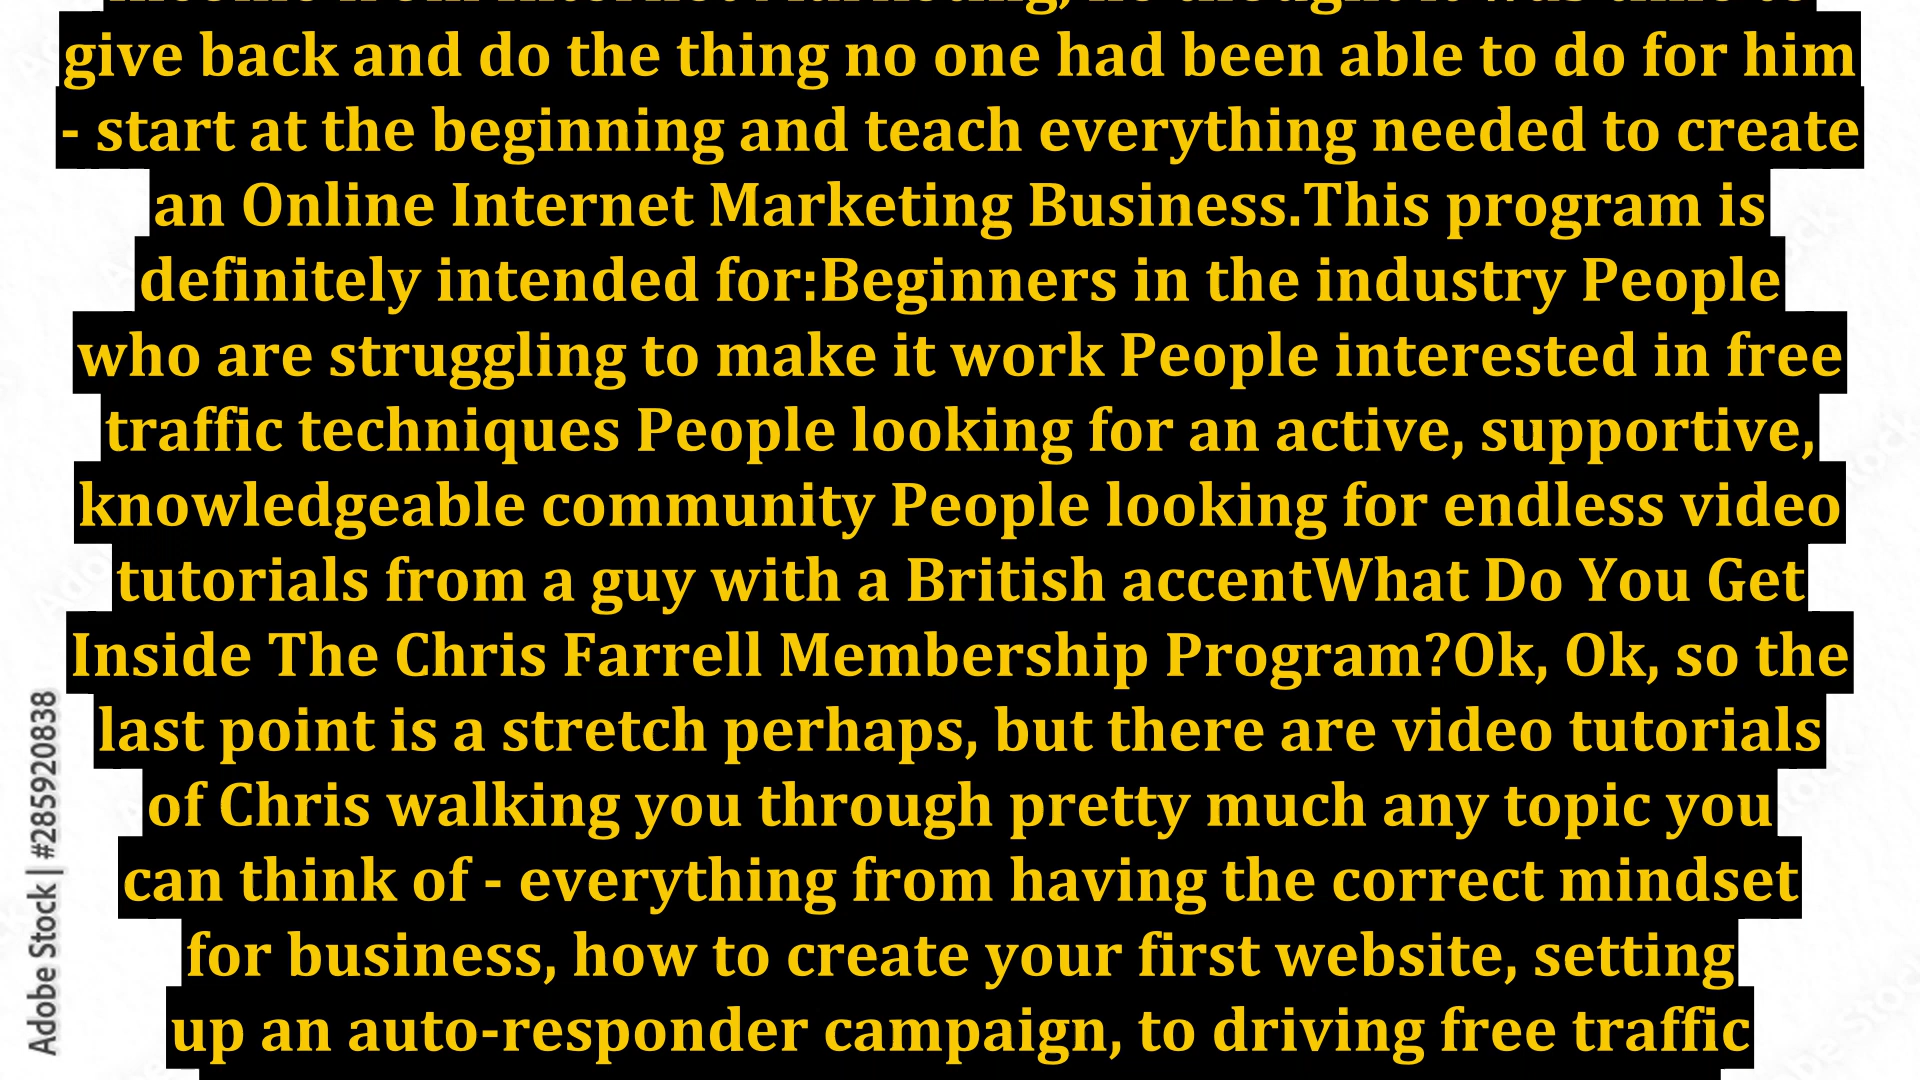 give back and do the thing no one had been able to do for him
- start at the beginning and teach everything needed to create
an Online Internet Marketing Business.This program is
definitely intended for:Beginners in the industry People
who are struggling to make it work People interested in free
traffic techniques People looking for an active, supportive,
knowledgeable community People looking for endless video
tutorials from a guy with a British accentWhat Do You Get
Inside The Chris Farrell Membership Program?Ok, Ok, so the
last point is a stretch perhaps, but there are video tutorials
of Chris walking you through pretty much any topic you
can think of - everything from having the correct mindset
for business, how to create your first website, setting
up an auto-responder campaign, to driving free traffic
Adobe Stock | #285920838